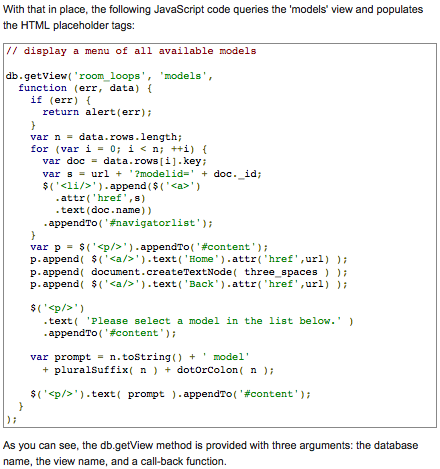 With that in place, the following JavaScript code queries the 'models' view and populates
the HTML placeholder tags:
// display a menu of all available models
db.getView('room_loops', 'models',
  function (err, data) {
    if (err) {
      return alert(err);
    }
    var n = data.rows.length;
    for (var i = 0; i < n; ++i) {
      var doc = data.rows[i].key;
      var s = url + '?modelid=' + doc._id;
      $('<li/>').append($('<a>')
        .attr('href',s)
        .text(doc.name))
      .appendTo('#navigatorlist');
    }
    var p = $('<p/>').appendTo('#content');
    p.append( $('<a/>').text('Home').attr('href',url) );
    p.append( document.createTextNode( three_spaces ) );
    p.append( $('<a/>').text('Back').attr('href',url) );
    $('<p/>')
      .text( 'Please select a model in the list below.' )
      .appendTo('#content');
    var prompt = n.toString() + ' model'
      + pluralSuffix( n ) + dotOrColon( n );
    $('<p/>').text( prompt ).appendTo('#content');
  }
);
As you can see, the db.getView method is provided with three arguments: the database
name, the view name, and a call-back function.